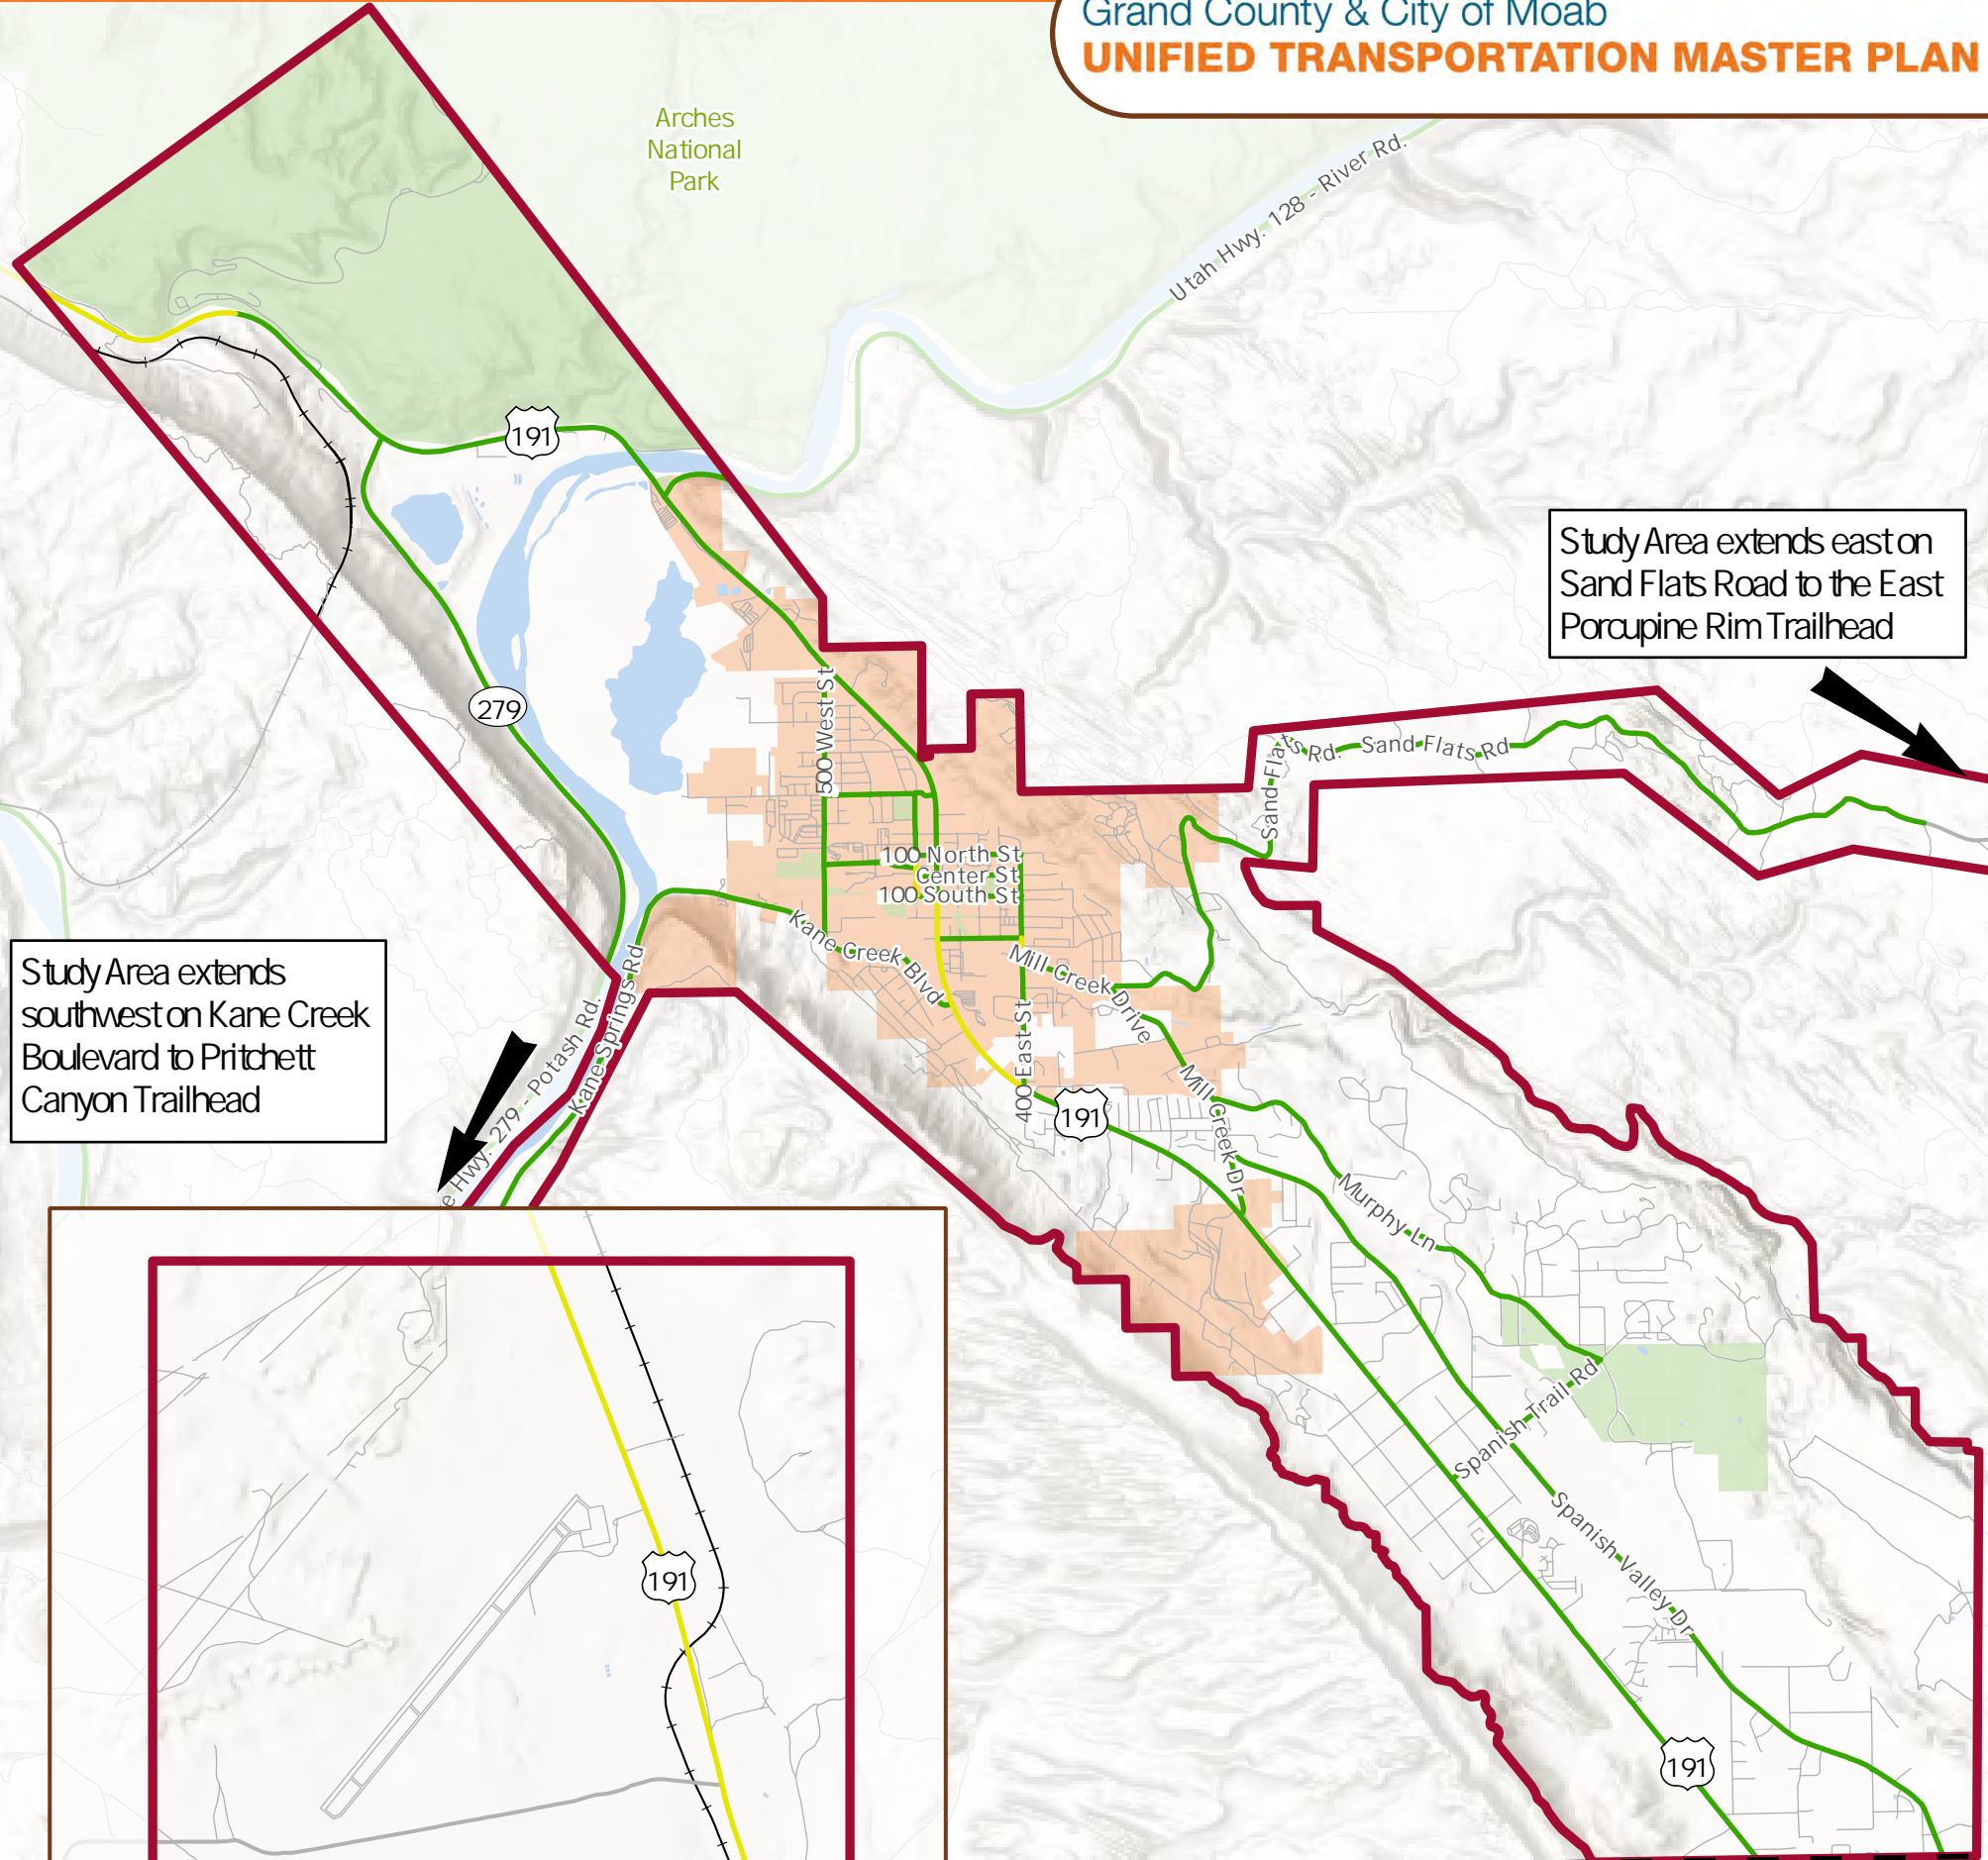 Grand County & City of Moab
UNIFIED TRANSPORTATION MASTER PLAN
Arches
National
Park
Utah Hwy. 128 - River Rd.
191
Study Area extends east on
Sand Flats Road to the East
Porcupine Rim Trailhead
279
500 West St
Sand Flats Rd.
Sand Flats Rd
100 North St
Center St
100 South St
Kane Creek Blvd
Mill Creek Drive
Study Area extends
southwest on Kane Creek
Boulevard to Pritchett
Canyon Trailhead
e Hwy. 279 - Potash Rd.
Kane Springs Rd
400 East St
191
Mill Creek Dr
Murphy Ln
Spanish Trail Rd
Spanish Valley Dr
191
191